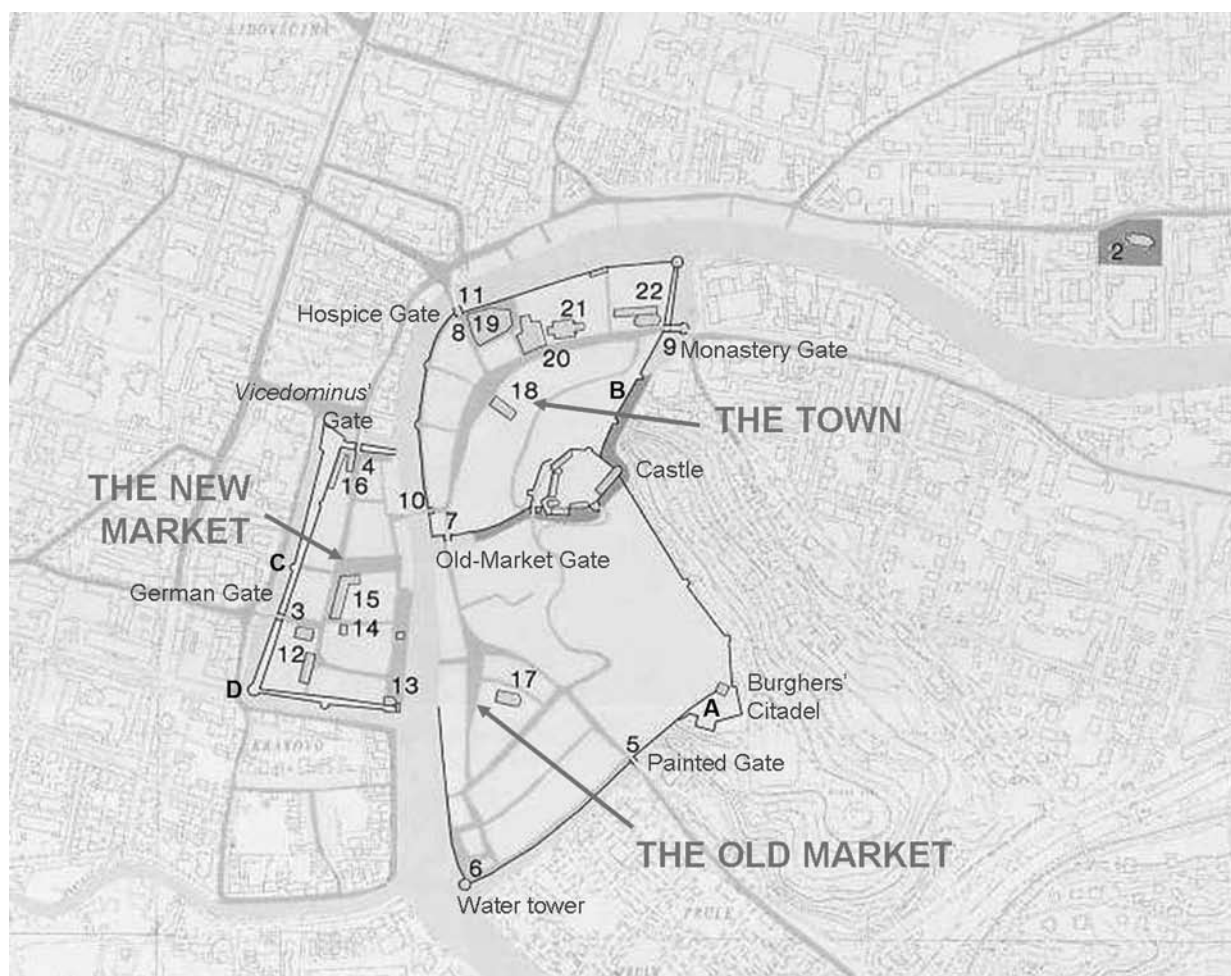 2
11
Hospice Gate
8
19
21
22
20
9
Monastery Gate
Vicedominus'
Gate
18
B
THE TOWN
4
16
Castle
THE NEW
MARKET
10
7
Old-Market Gate
C
German Gate
3
15
14
12
D
13
17
Burghers'
Citadel
A
5
Painted Gate
THE OLD MARKET
6
Water tower
PRULE